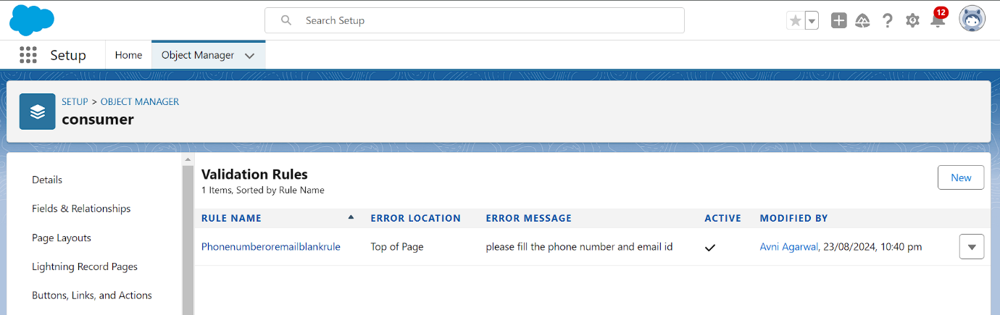 Search Setup
12
Setup Home Object Manager
SETUP > OBJECT MANAGER
consumer
Details
Fields & Relationships
Page Layouts
Lightning Record Pages
Buttons, Links, and Actions
Validation Rules
New
1 Items, Sorted by Rule Name
RULE NAME ERROR LOCATION ERROR MESSAGE ACTIVE MODIFIED BY
Phonenumberoremailblankrule Top of Page please fill the phone number and email id Avni Agarwal, 23/08/2024, 10:40 pm